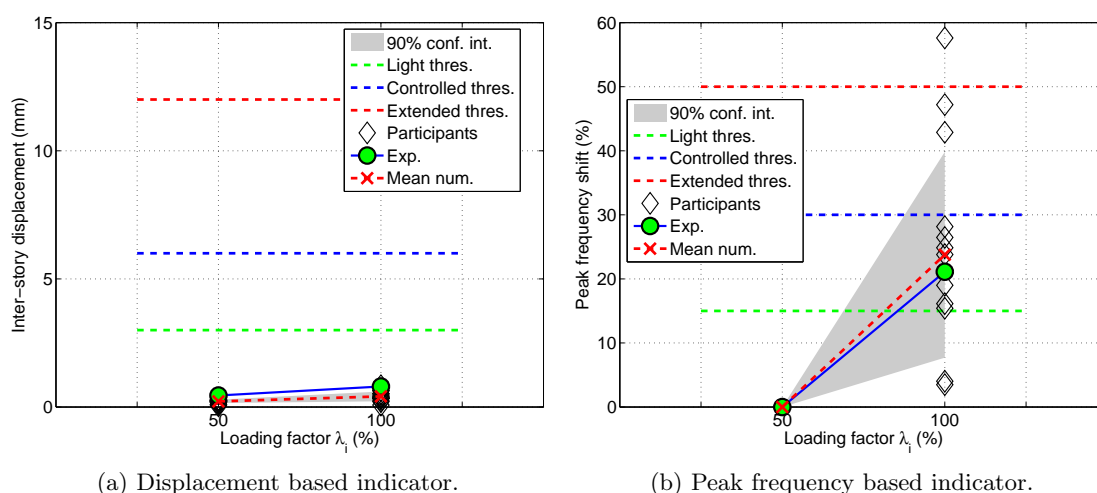 15
10
5
0
50
100
Inter−story displacement (mm)
Loading factor λi (%)
90% conf. int.
Light thres.
Controlled thres.
Extended thres.
Participants
Exp.
Mean num.
(a) Displacement based indicator.
60
50
40
30
20
10
0
50
100
Peak frequency shift (%)
Loading factor λi (%)
90% conf. int.
Light thres.
Controlled thres.
Extended thres.
Participants
Exp.
Mean num.
(b) Peak frequency based indicator.